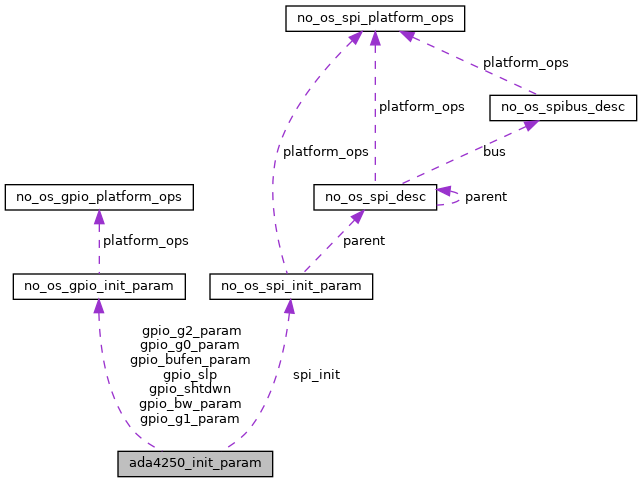 no_os_spi_platform_ops
platform_ops
no_os_spibus_desc
platform_ops
platform_ops
bus
no_os_gpio_platform_ops
no_os_spi_desc
parent
platform_ops
parent
no_os_gpio_init_param
no_os_spi_init_param
gpio_g2_param
gpio_g0_param
gpio_bufen_param
gpio_slp
gpio_shtdwn
gpio_bw_param
gpio_g1_param
spi_init
ada4250_init_param